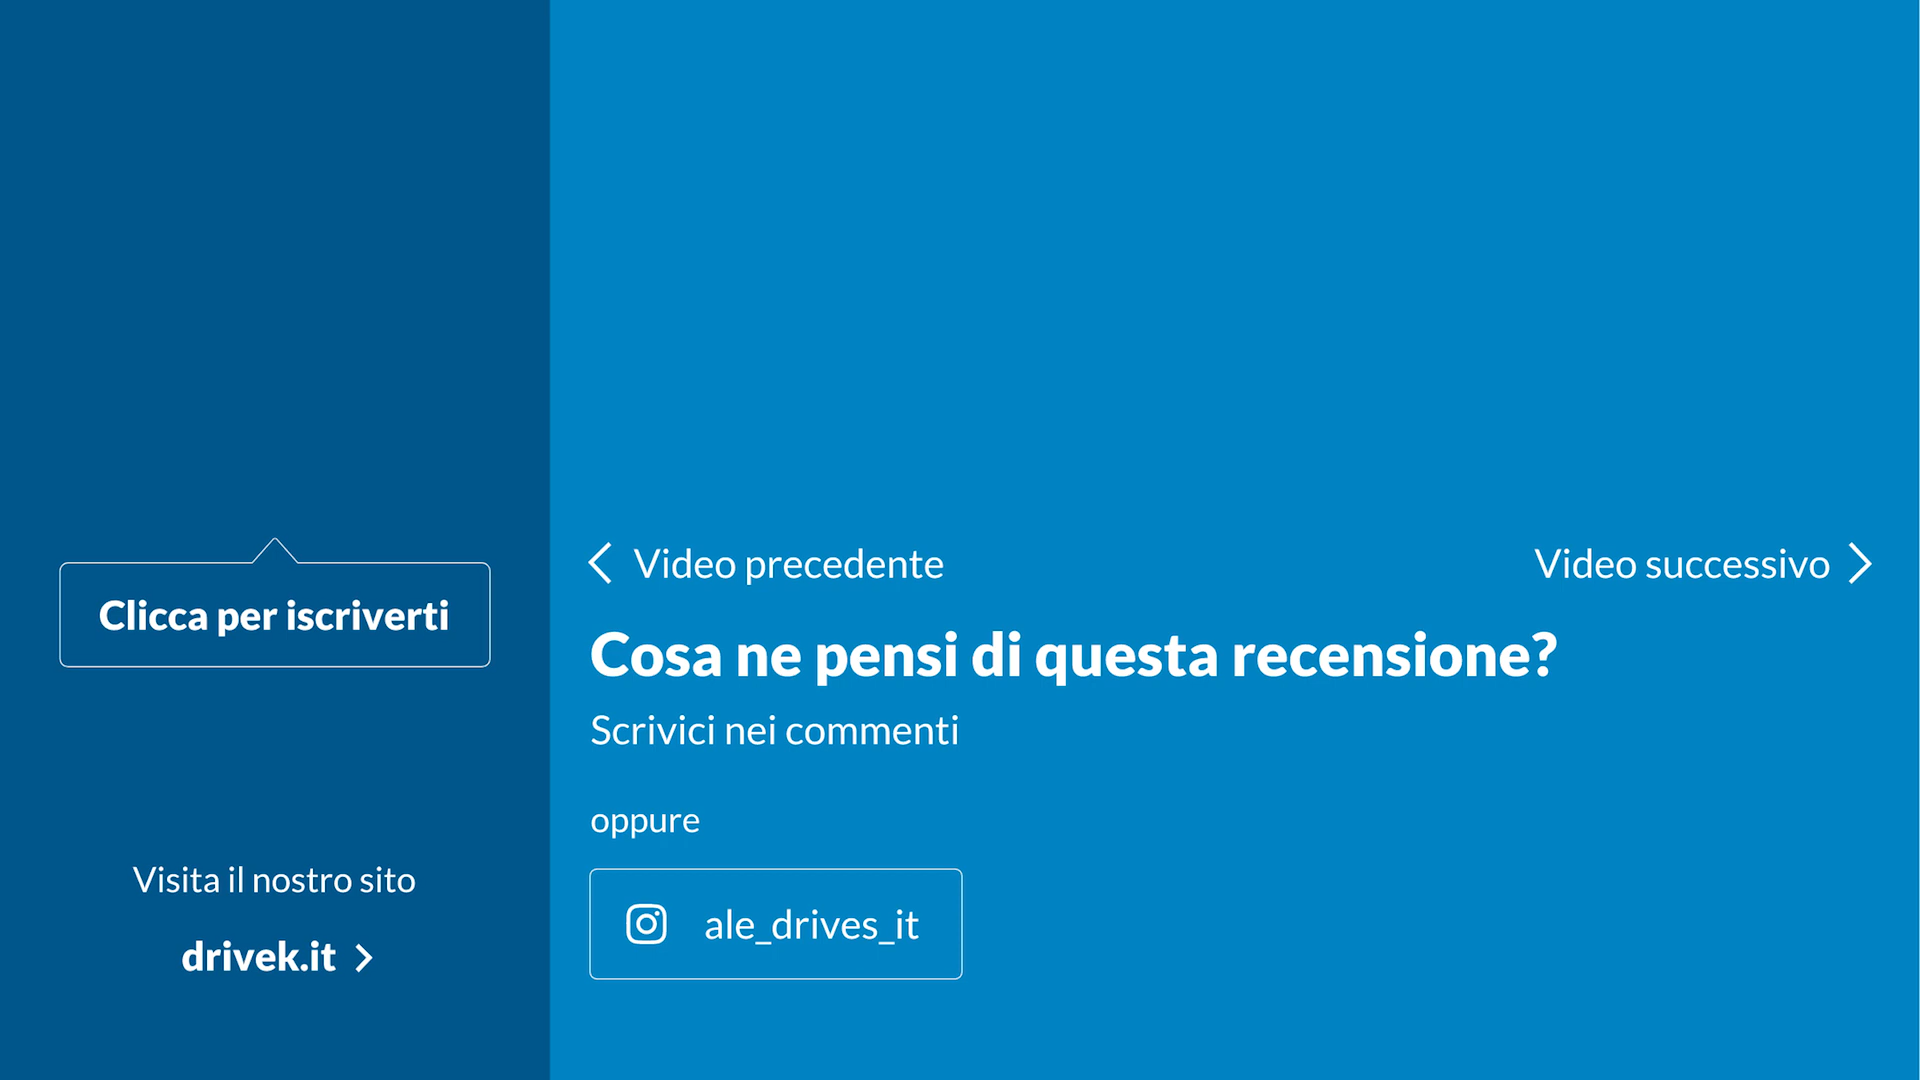 Clicca per iscriverti
Visita il nostro sito
drivek.it
Video precedente
Video successivo
Cosa ne pensi di questa recensione?
Scrivici nei commenti
oppure
ale_drives_it